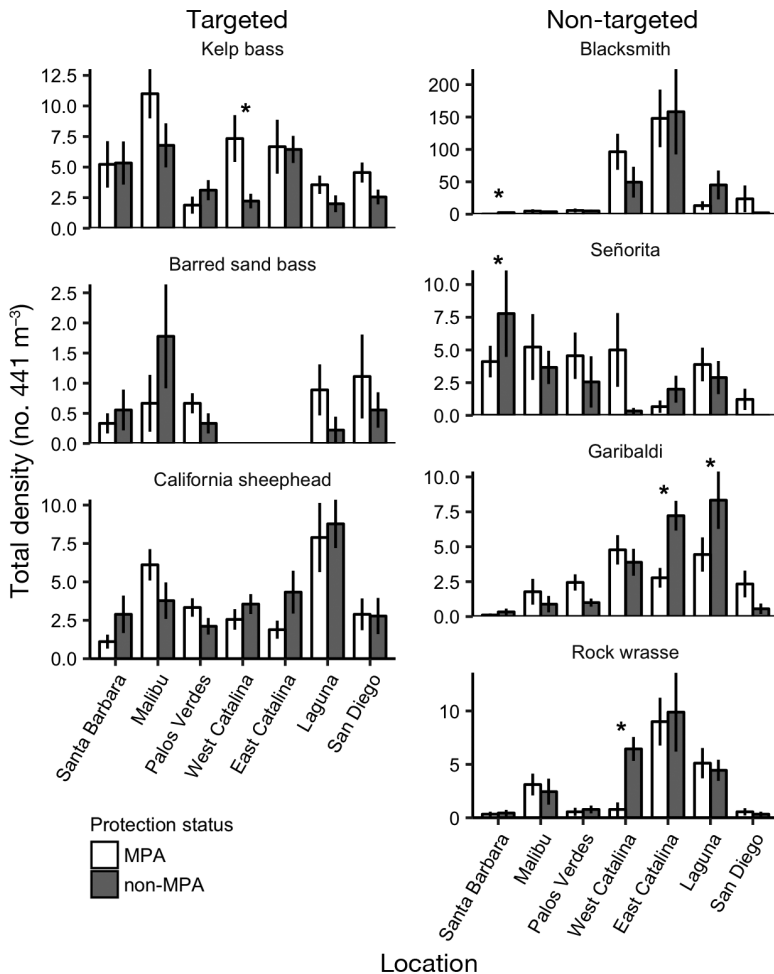 Targeted
Non-targeted
Total density (no. 441 m⁻³)
Kelp bass
12.5
10.0
7.5
5.0
2.5
0.0
*
Barred sand bass
2.5
2.0
1.5
1.0
0.5
0.0
California sheephead
10.0
7.5
5.0
2.5
0.0
Santa Barbara
Malibu
Palos Verdes
West Catalina
East Catalina
Laguna
San Diego
Protection status
MPA
non-MPA
Blacksmith
200
150
100
50
0
*
Señorita
10.0
7.5
5.0
2.5
0.0
*
Garibaldi
10.0
7.5
5.0
2.5
0.0
*
*
Rock wrasse
10
5
0
*
Santa Barbara
Malibu
Palos Verdes
West Catalina
East Catalina
Laguna
San Diego
Location